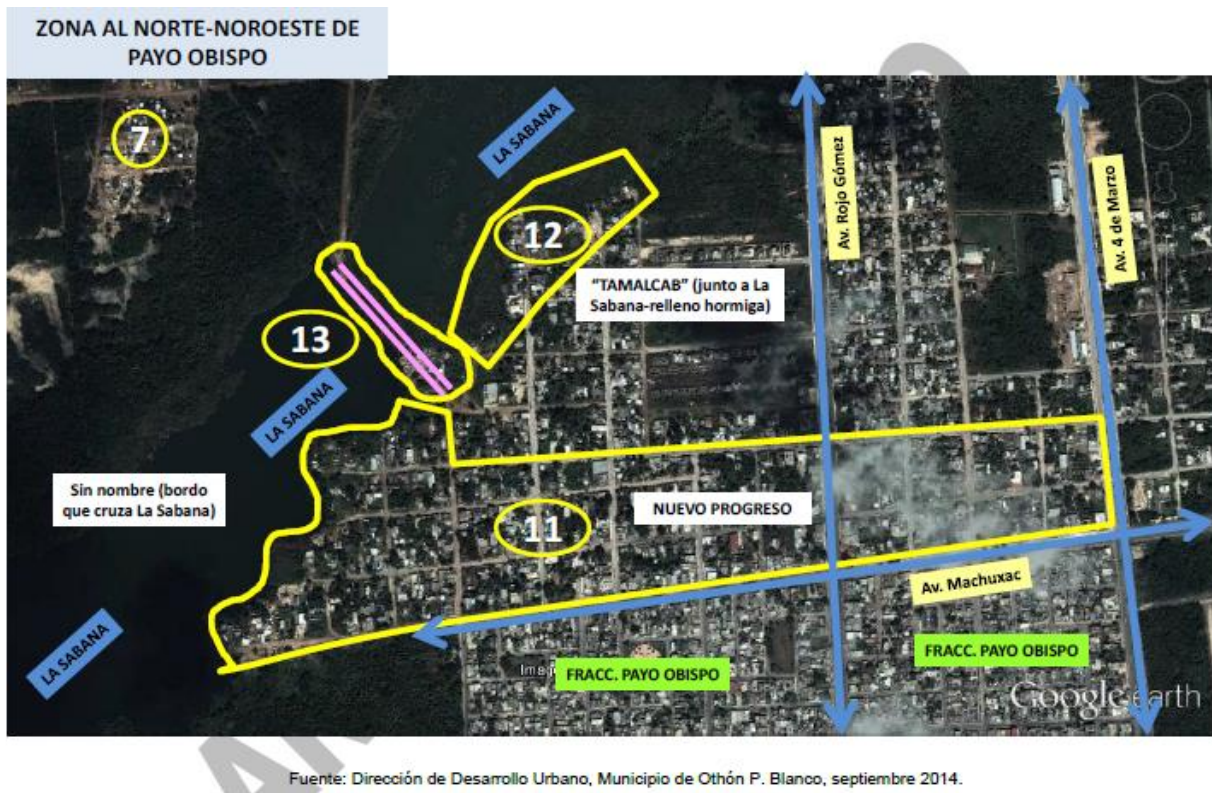 ZONA AL NORTE-NOROESTE DE
PAYO OBISPO
7
LA SABANA
12
Av. Rojo Gómez
Av. 4 de Marzo
"TAMALCAB" (junto a La
Sabana-relleno hormiga)
13
LA SABANA
Sin nombre (bordo
que cruza La Sabana)
NUEVO PROGRESO
11
Av. Machuxac
LA SABANA
FRACC. PAYO OBISPO
FRACC. PAYO OBISPO
Google earth
Fuente: Dirección de Desarrollo Urbano, Municipio de Othón P. Blanco, septiembre 2014.